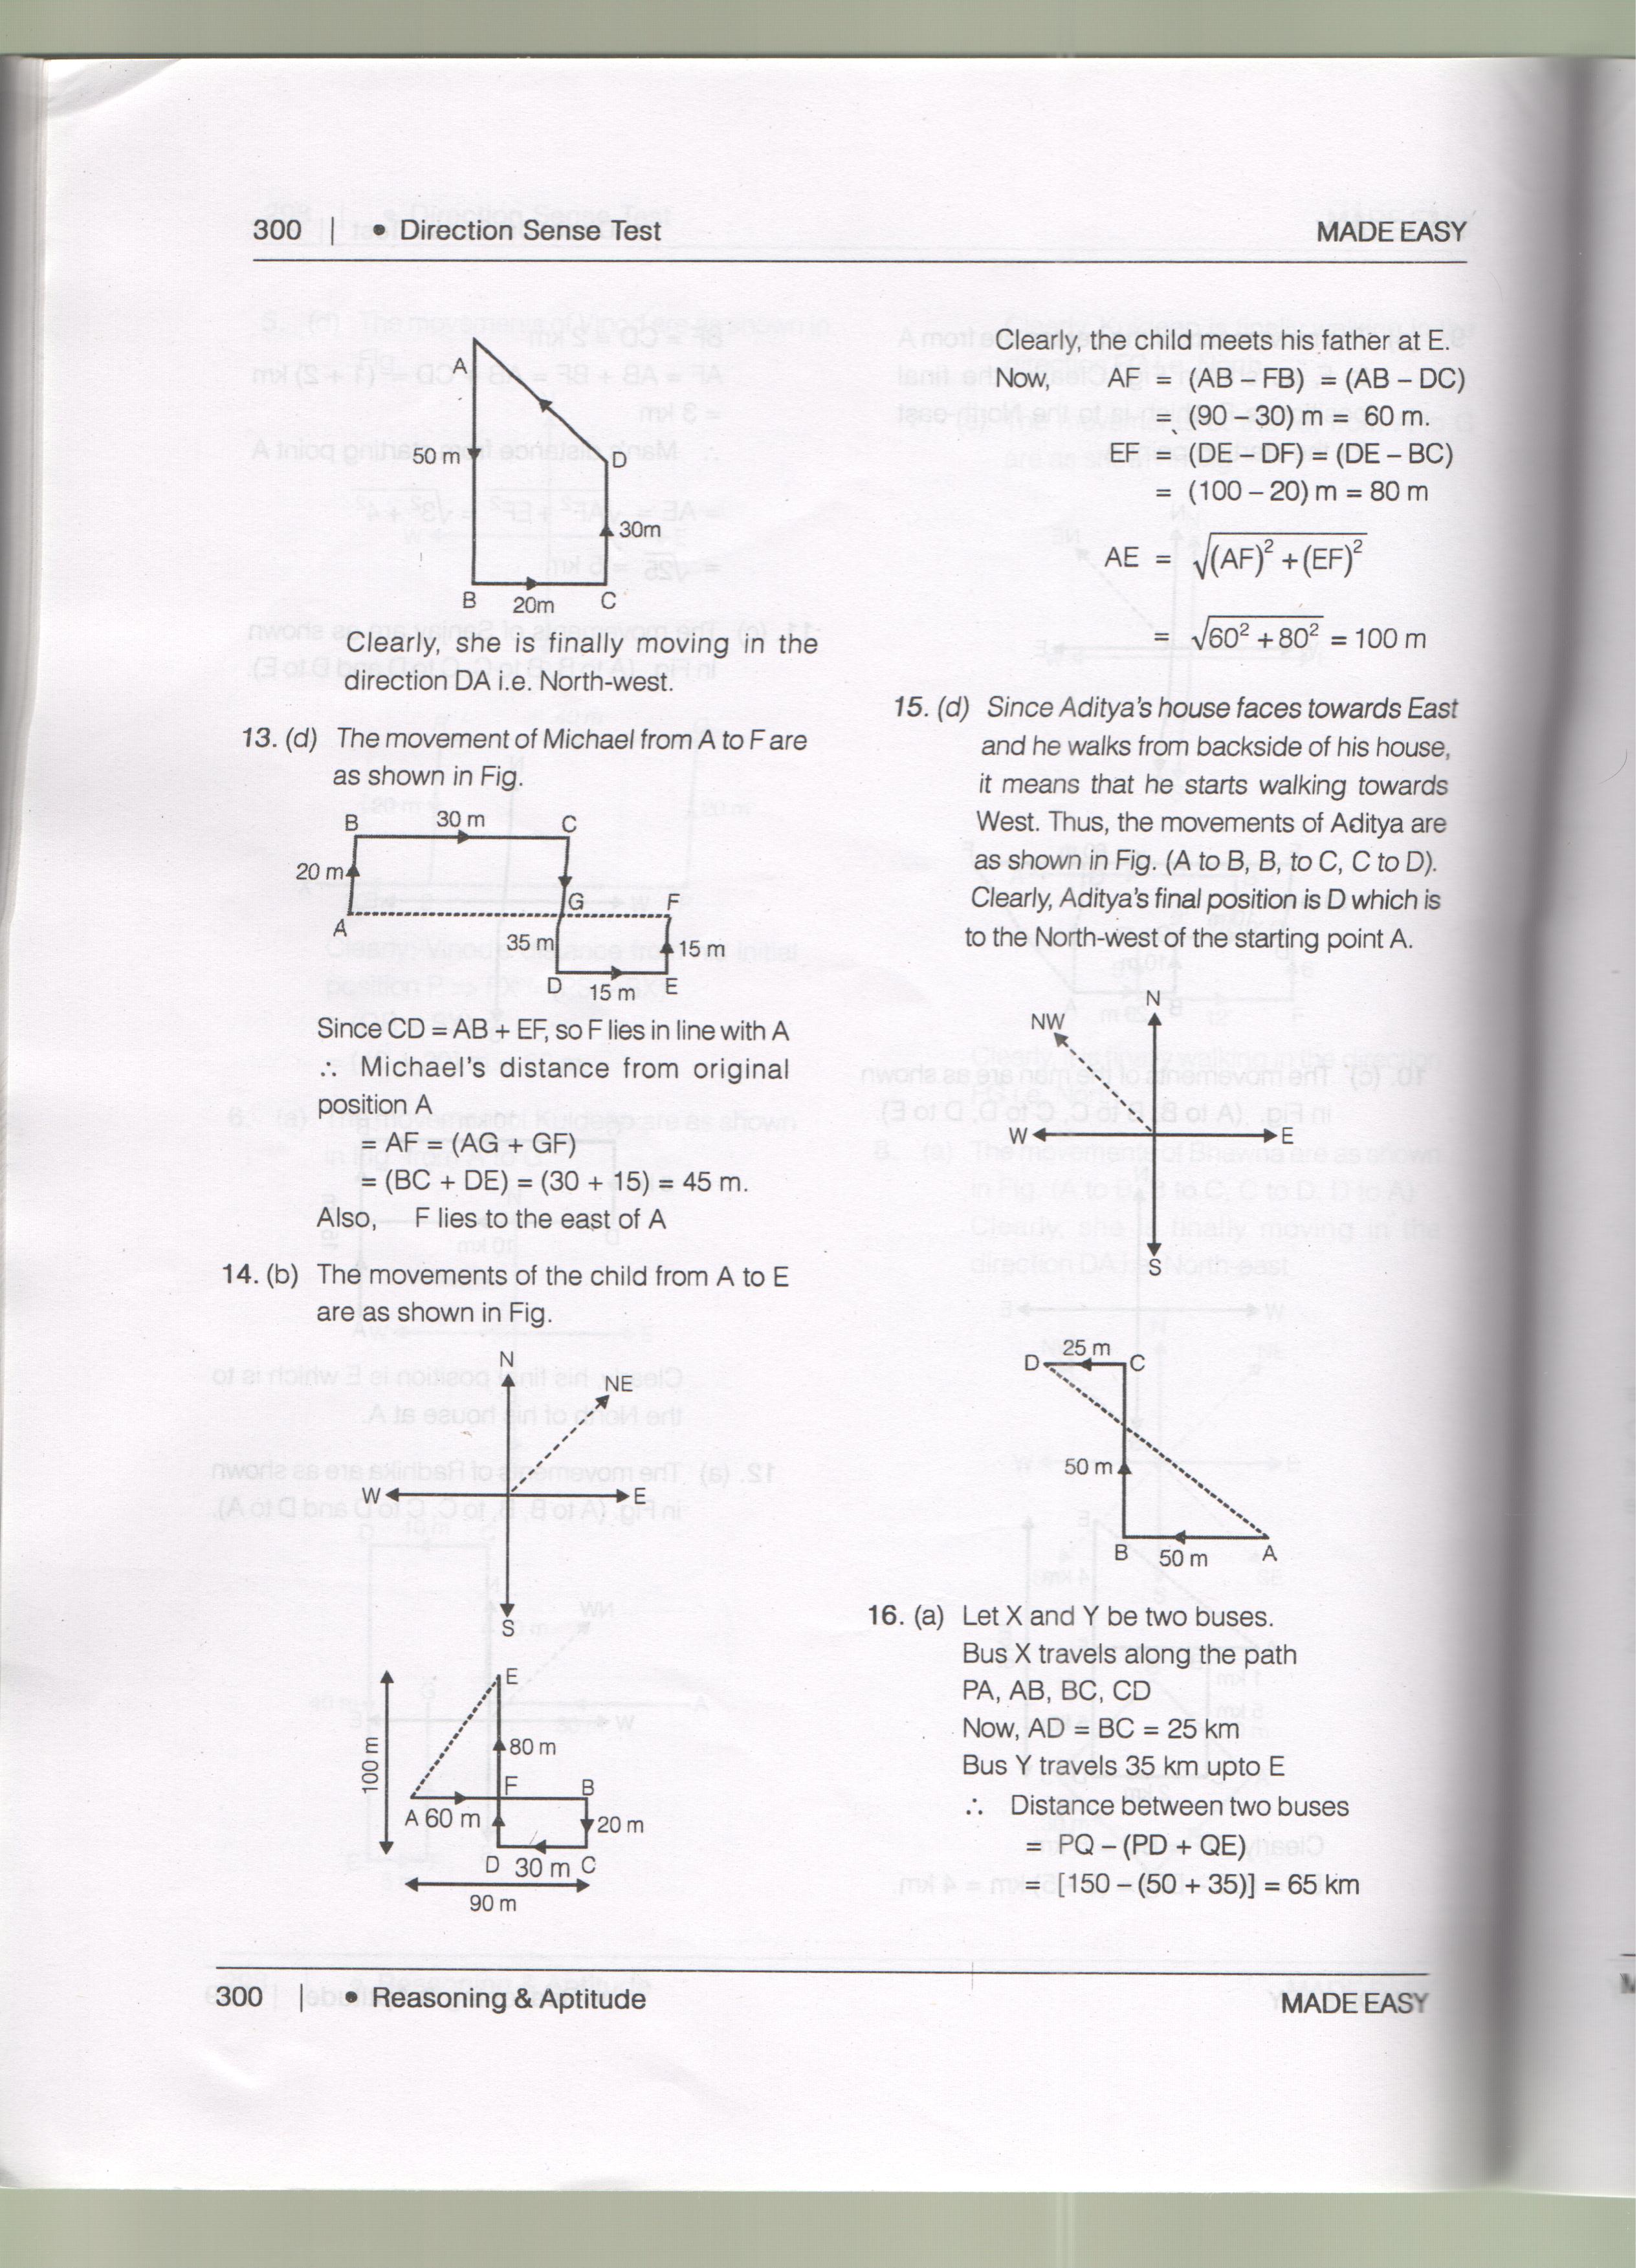 300 | • Direction Sense Test
MADE EASY
A
50 m
D
30m
B
20m
C
Clearly, she is finally moving in the
direction DA i.e. North-west.
13. (d) The movement of Michael from A to F are
as shown in Fig.
B
30 m
C
20 m
G
F
A
35 m
15 m
D
15 m
E
Since CD = AB + EF, so F lies in line with A
∴ Michael's distance from original
position A
= AF = (AG + GF)
= (BC + DE) = (30 + 15) = 45 m.
Also, F lies to the east of A
14. (b) The movements of the child from A to E
are as shown in Fig.
N
NE
W
E
S
E
100 m
80 m
F
B
A 60 m
20 m
D 30 m C
90 m
Clearly, the child meets his father at E.
Now, AF = (AB – FB) = (AB – DC)
= (90 – 30) m = 60 m.
EF = (DE – DF) = (DE – BC)
= (100 – 20) m = 80 m
AE = √(AF)² + (EF)²
= √60² + 80² = 100 m
15. (d) Since Aditya's house faces towards East
and he walks from backside of his house,
it means that he starts walking towards
West. Thus, the movements of Aditya are
as shown in Fig. (A to B, B, to C, C to D).
Clearly, Aditya's final position is D which is
to the North-west of the starting point A.
N
NW
W
E
S
25 m
D
C
50 m
B
50 m
A
16. (a) Let X and Y be two buses.
Bus X travels along the path
PA, AB, BC, CD
Now, AD = BC = 25 km
Bus Y travels 35 km upto E
∴ Distance between two buses
= PQ – (PD + QE)
= [150 – (50 + 35)] = 65 km
300 | • Reasoning & Aptitude
MADE EASY